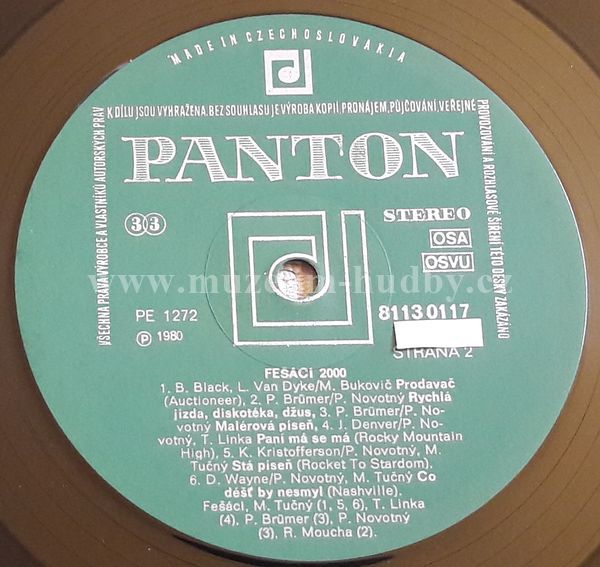 MADE IN CZECHOSLOVAKIA
VŠECHNA PRÁVA VÝROBCE A VLASTNÍKŮ AUTORSKÝCH PRÁV
K DÍLU JSOU VYHRAŽENA. BEZ SOUHLASU JE VÝROBA KOPIÍ, PRONÁJEM, PŮJČOVÁNÍ, VEŘEJNÉ
PROVOZOVÁNÍ A ROZHLASOVÉ ŠÍŘENÍ TÉTO DESKY ZAKÁZÁNO
PANTON
33
STEREO
OSA
OSVU
www.muzeum-hudby.cz
PE 1272
8113 0117
Ⓟ 1980
STRANA 2
FEŠÁCI 2000
1. B. Black, L. Van Dyke/M. Bukovič Prodavač
(Auctioneer), 2. P. Brümer/P. Novotný Rychlá
jízda, diskotéka, džus, 3. P. Brümer/P. No-
votný Malérová píseň, 4. J. Denver/P. No-
votný, T. Linka Paní má se má (Rocky Mountain
High), 5. K. Kristofferson/P. Novotný, M.
Tučný Stá píseň (Rocket To Stardom),
6. D. Wayne/P. Novotný, M. Tučný Co
déšť by nesmyl (Nashville).
Fešáci, M. Tučný (1, 5, 6), T. Linka
(4), P. Brümer (3), P. Novotný
(3), R. Moucha (2).